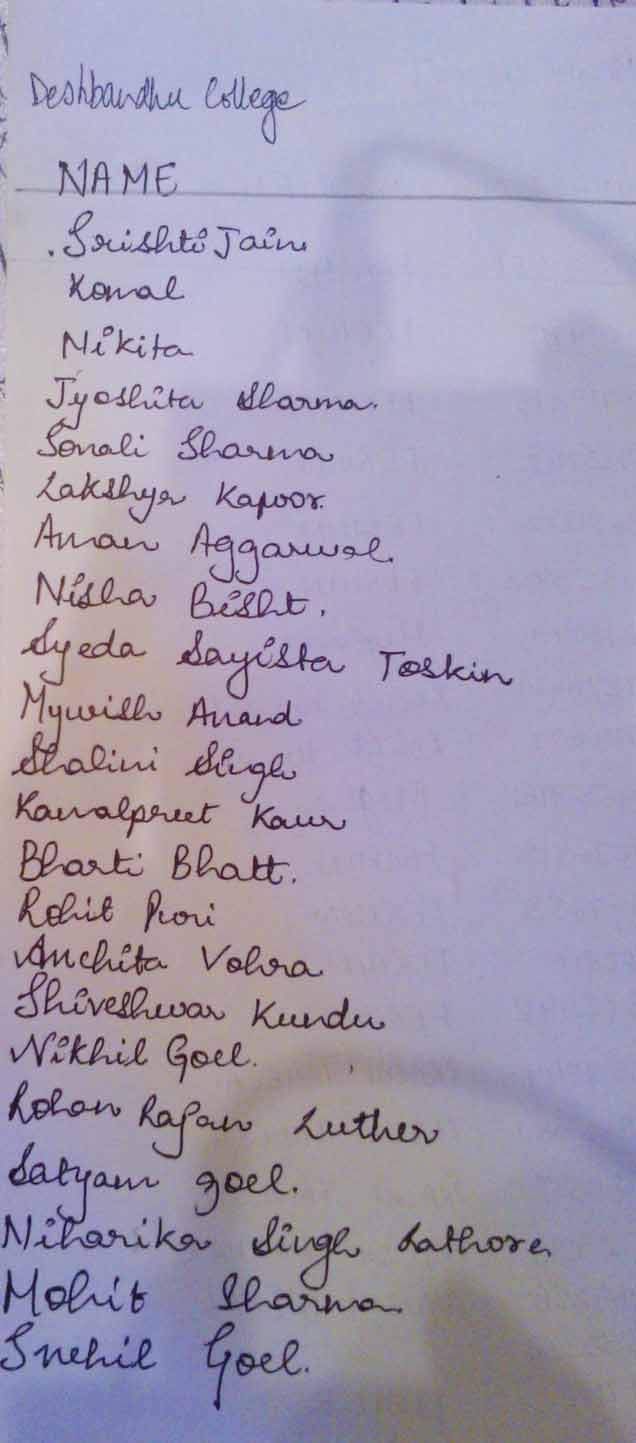 Deshbandhu College
NAME
Srishti Jain
Komal
Nikita
Jyoshita Sharma.
Sonali Sharma
Lakshya Kapoor.
Aman Aggarwal.
Nisha Bisht.
Syeda Sayista Toskin
Mywish Anand
Shalini Singh
Kawalpreet Kaur
Bharti Bhatt.
Rohit Puri
Anchita Vohra
Shiveshwar Kundu
Nikhil Goel.
Rohan Rajan Luther
Satyam goel.
Niharika Singh Rathore
Mohit Sharma
Snehil Goel.